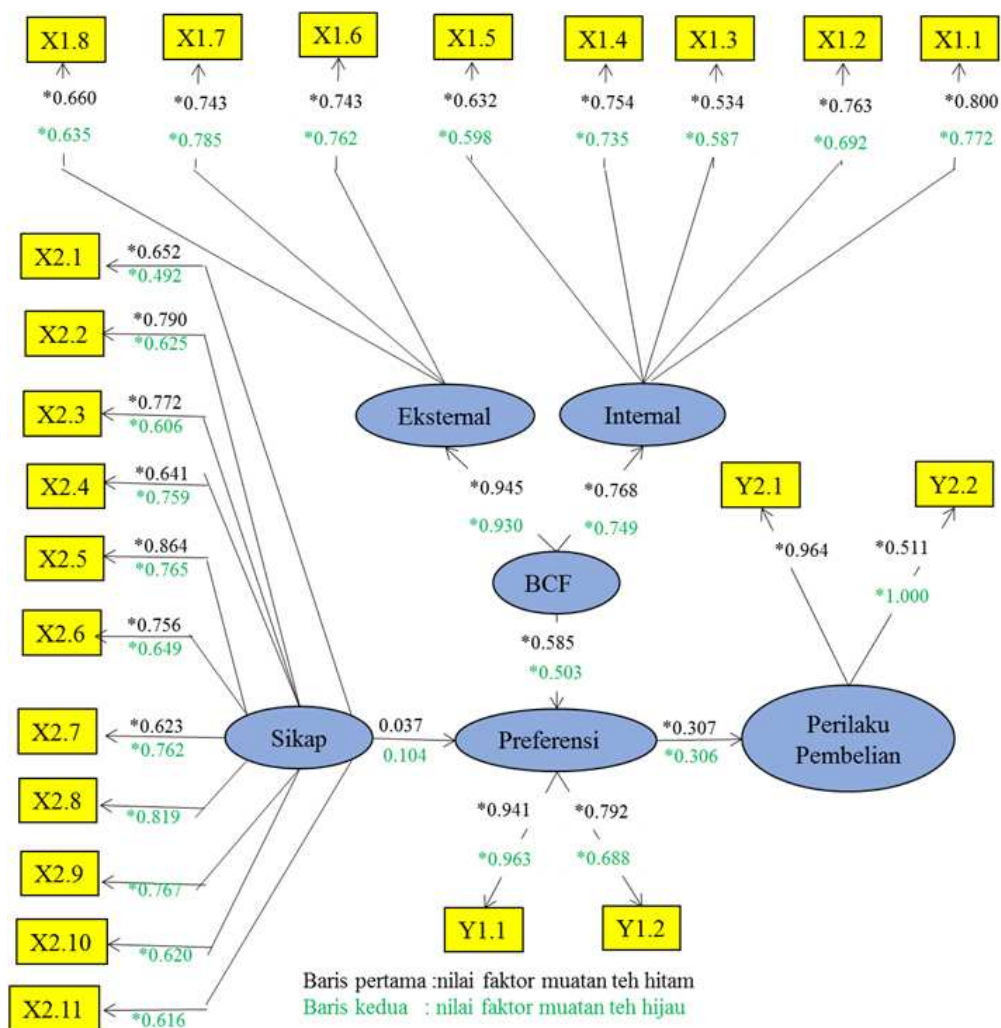 X1.8 X1.7 X1.6 X1.5 X1.4 X1.3 X1.2 X1.1
*0.660 *0.743 *0.743 *0.632 *0.754 *0.534 *0.763 *0.800
*0.635 *0.785 *0.762 *0.598 *0.735 *0.587 *0.692 *0.772
X2.1 *0.652
*0.492
X2.2 *0.790
*0.625
X2.3 *0.772
*0.606
Eksternal Internal
X2.4 *0.641
*0.759
*0.945 *0.768
*0.930 *0.749
Y2.1 Y2.2
X2.5 *0.864
*0.765
*0.964 *0.511
*1.000
BCF
X2.6 *0.756
*0.649
*0.585
*0.503
X2.7 *0.623
*0.762
Sikap
0.037
0.104
Preferensi
*0.307
*0.306
Perilaku
Pembelian
X2.8
*0.819
*0.941 *0.792
*0.963 *0.688
X2.9
*0.767
X2.10
*0.620
Y1.1 Y1.2
X2.11
*0.616
Baris pertama :nilai faktor muatan teh hitam
Baris kedua : nilai faktor muatan teh hijau